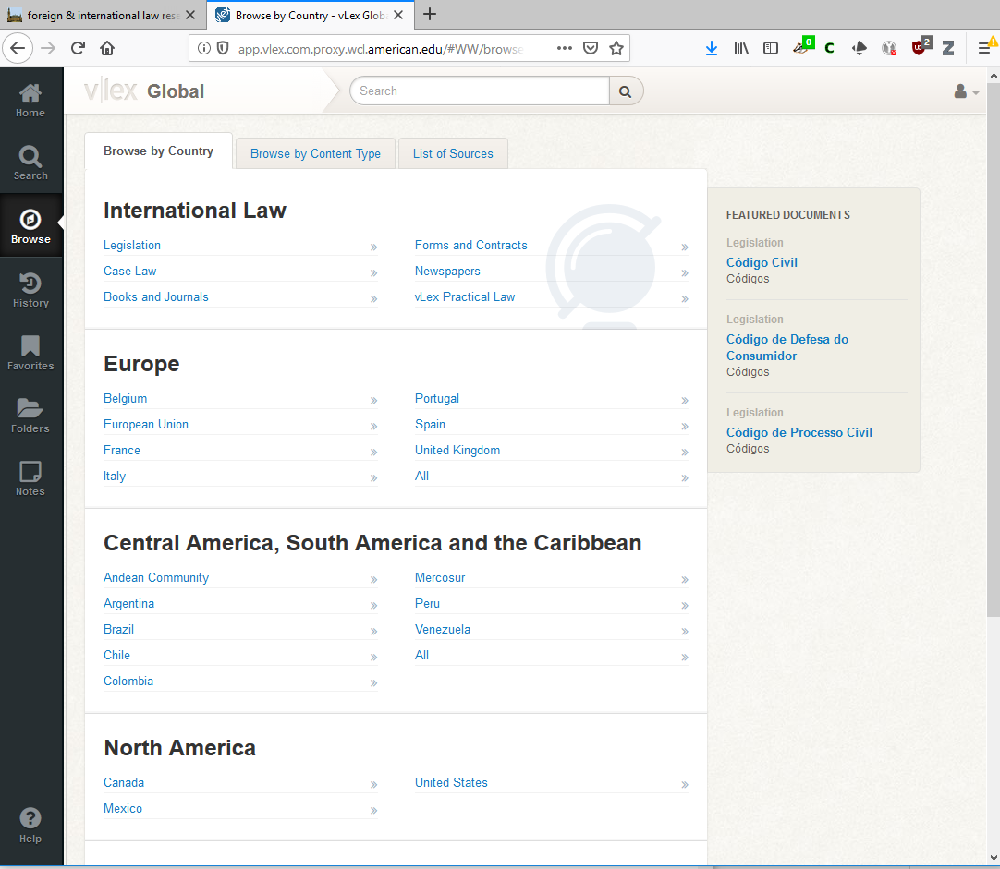 foreign & international law rese
Browse by Country - vLex Globa
app.vlex.com.proxy.wcl.american.edu/#WW/browse
0
C
2
Z
vlex Global
Search
Home
Search
Browse
History
Favorites
Folders
Notes
Help
Browse by Country
Browse by Content Type
List of Sources
International Law
Legislation
Forms and Contracts
Case Law
Newspapers
Books and Journals
vLex Practical Law
Europe
Belgium
Portugal
European Union
Spain
France
United Kingdom
Italy
All
Central America, South America and the Caribbean
Andean Community
Mercosur
Argentina
Peru
Brazil
Venezuela
Chile
All
Colombia
North America
Canada
United States
Mexico
FEATURED DOCUMENTS
Legislation
Código Civil
Códigos
Legislation
Código de Defesa do
Consumidor
Códigos
Legislation
Código de Processo Civil
Códigos